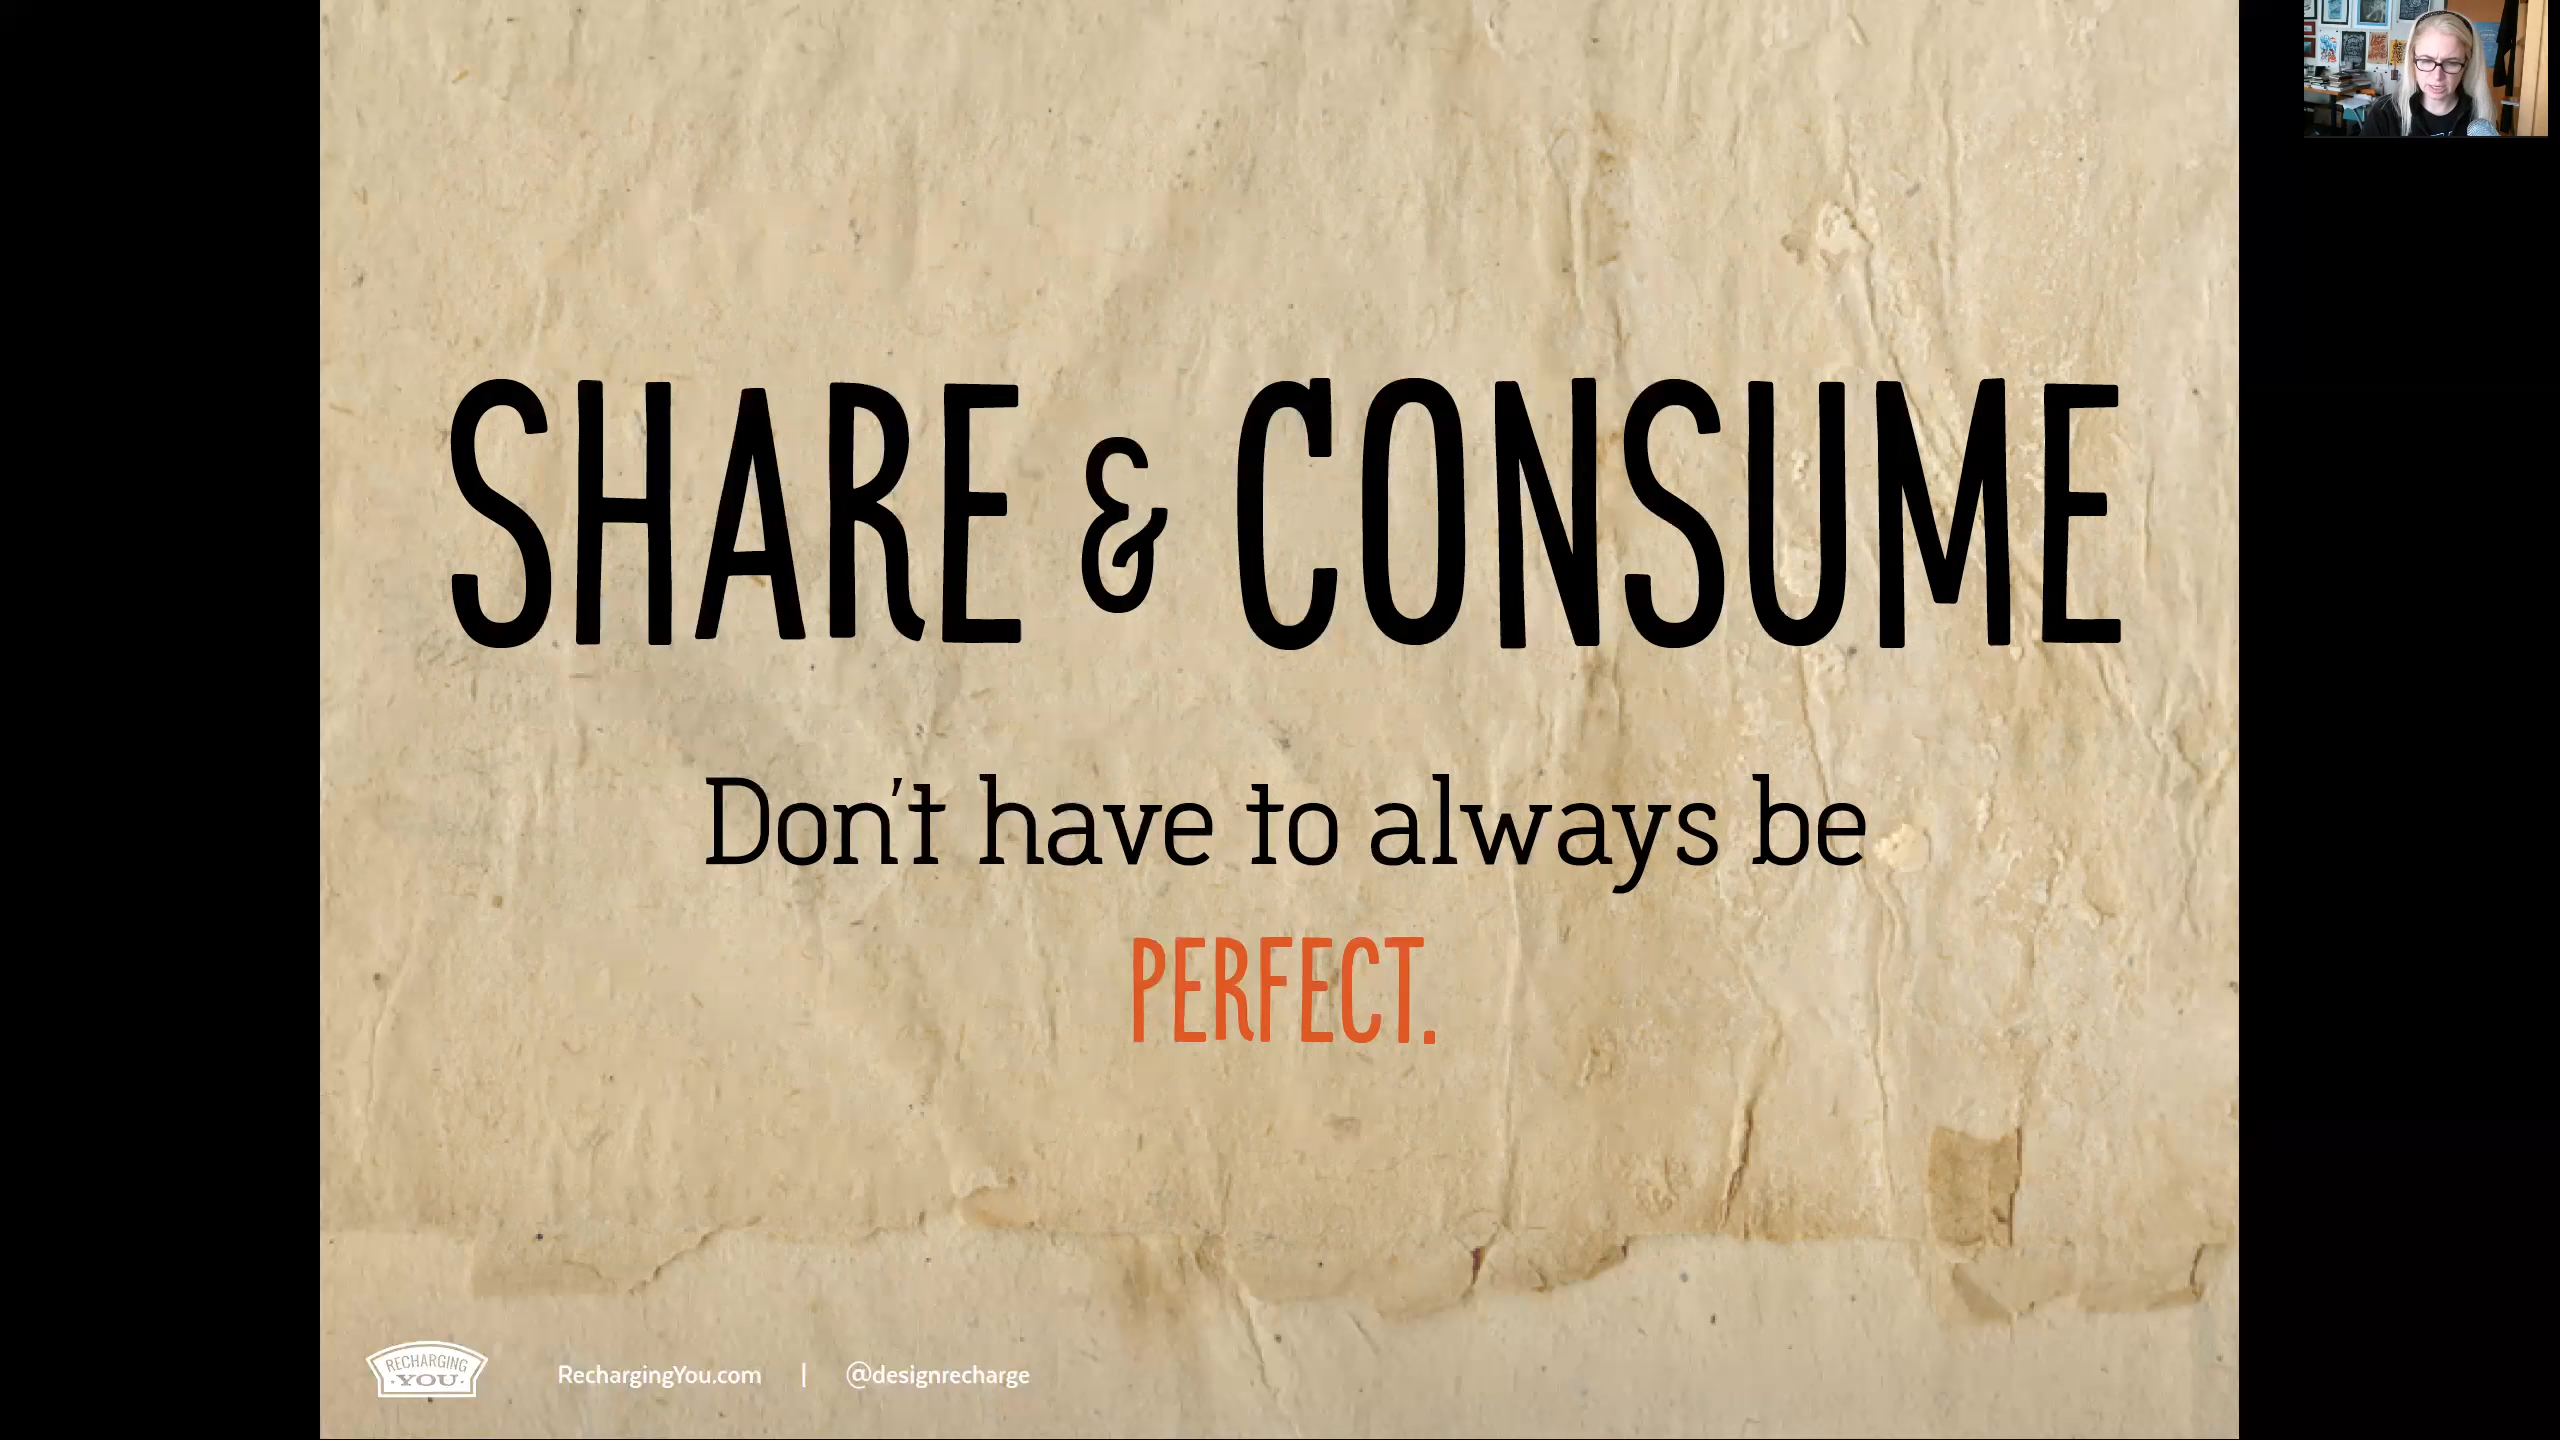 SHARE & CONSUME
Don't have to always be
PERFECT.
RECHARGING
·YOU·
RechargingYou.com | @designrecharge